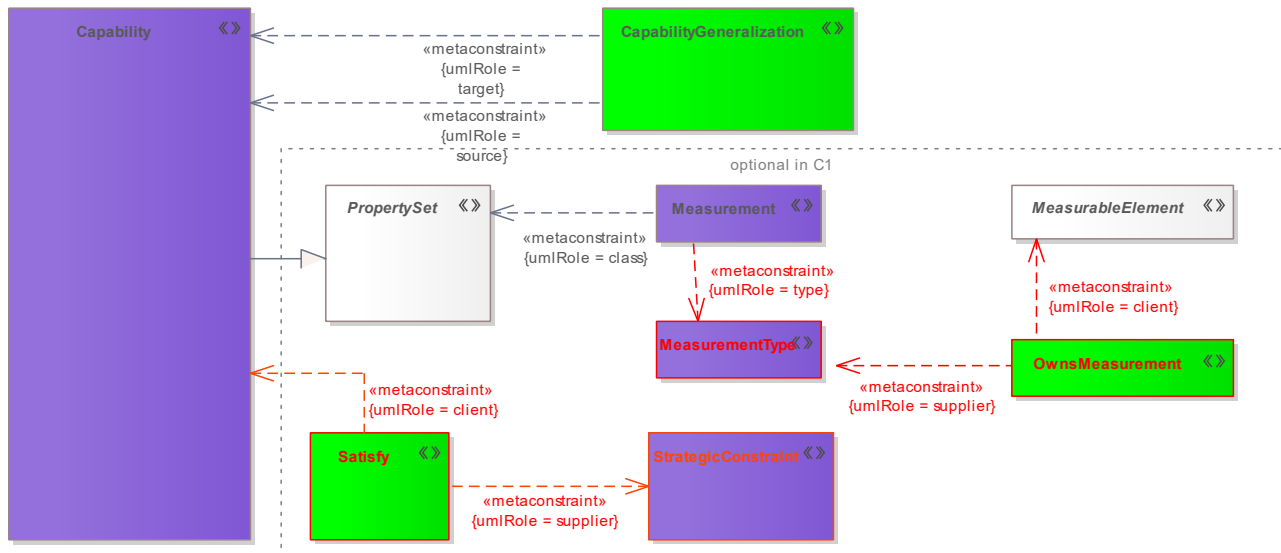 Capability
CapabilityGeneralization
«metaconstraint»
{umlRole =
target}
«metaconstraint»
{umlRole =
source}
optional in C1
PropertySet
Measurement
MeasurableElement
«metaconstraint»
{umlRole = class}
«metaconstraint»
{umlRole = type}
«metaconstraint»
{umlRole = client}
MeasurementType
OwnsMeasurement
«metaconstraint»
{umlRole = supplier}
«metaconstraint»
{umlRole = client}
Satisfy
StrategicConstraint
«metaconstraint»
{umlRole = supplier}